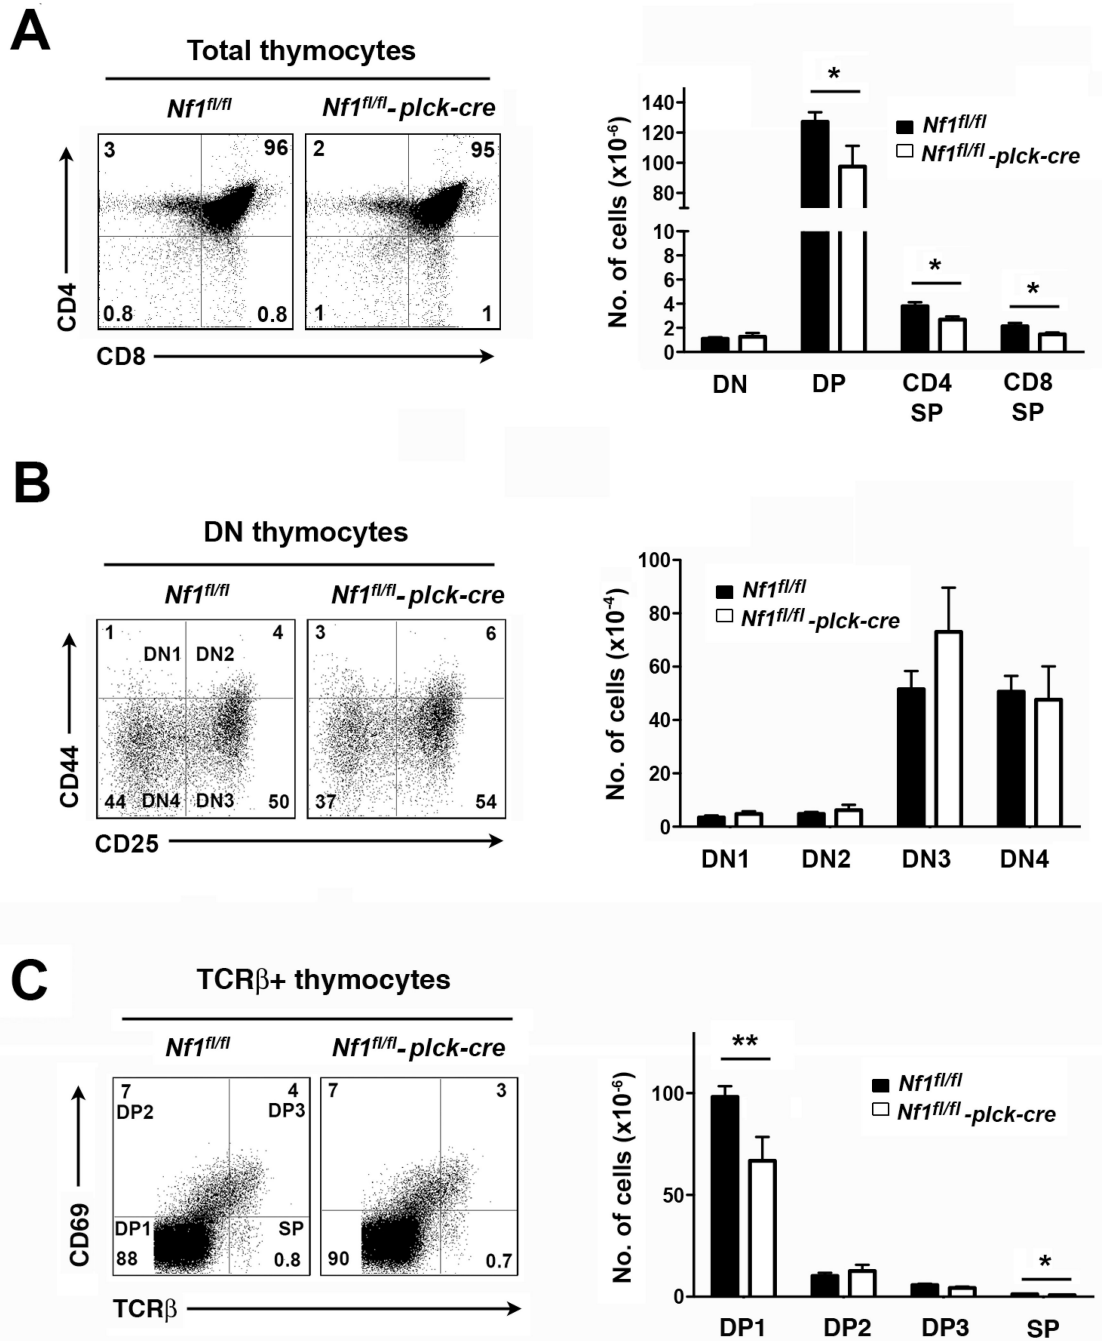 A
Total thymocytes
Nf1fl/fl
Nf1fl/fl- plck-cre
3
96
2
95
0.8
0.8
1
1
CD4
CD8
No. of cells (x10-6)
140
120
100
80
10
8
6
4
2
0
*
*
*
Nf1fl/fl
Nf1fl/fl -plck-cre
DN
DP
CD4
SP
CD8
SP
B
DN thymocytes
Nf1fl/fl
Nf1fl/fl- plck-cre
1
4
DN1
DN2
3
6
44
DN4
DN3
50
37
54
CD44
CD25
No. of cells (x10-4)
100
80
60
40
20
0
Nf1fl/fl
Nf1fl/fl -plck-cre
DN1
DN2
DN3
DN4
C
TCRβ+ thymocytes
Nf1fl/fl
Nf1fl/fl- plck-cre
7
DP2
4
DP3
7
3
DP1
88
SP
0.8
90
0.7
CD69
TCRβ
No. of cells (x10-6)
100
50
0
**
*
Nf1fl/fl
Nf1fl/fl -plck-cre
DP1
DP2
DP3
SP